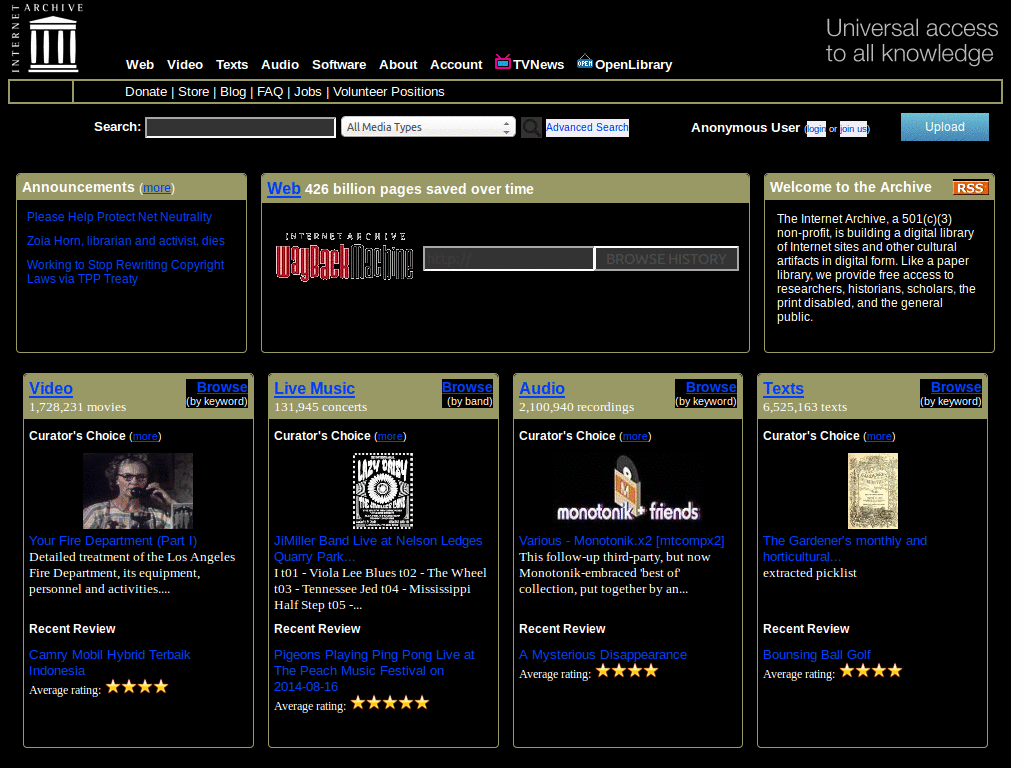 INTERNET ARCHIVE
Universal access
to all knowledge
Web Video Texts Audio Software About Account TVNews OPEN OpenLibrary
Donate | Store | Blog | FAQ | Jobs | Volunteer Positions
Search: All Media Types Advanced Search Anonymous User (login or join us) Upload
Announcements (more)
Please Help Protect Net Neutrality
Zoia Horn, librarian and activist, dies
Working to Stop Rewriting Copyright
Laws via TPP Treaty
Web 426 billion pages saved over time
INTERNET ARCHIVE
WayBack Machine http:// BROWSE HISTORY
Welcome to the Archive RSS
The Internet Archive, a 501(c)(3)
non-profit, is building a digital library
of Internet sites and other cultural
artifacts in digital form. Like a paper
library, we provide free access to
researchers, historians, scholars, the
print disabled, and the general
public.
Video Browse
1,728,231 movies (by keyword)
Curator's Choice (more)
Your Fire Department (Part I)
Detailed treatment of the Los Angeles
Fire Department, its equipment,
personnel and activities....
Recent Review
Camry Mobil Hybrid Terbaik
Indonesia
Average rating:
Live Music Browse
131,945 concerts (by band)
Curator's Choice (more)
LAZY DAISY
JiMiller Band Live at Nelson Ledges
Quarry Park...
I t01 - Viola Lee Blues t02 - The Wheel
t03 - Tennessee Jed t04 - Mississippi
Half Step t05 -...
Recent Review
Pigeons Playing Ping Pong Live at
The Peach Music Festival on
2014-08-16
Average rating:
Audio Browse
2,100,940 recordings (by keyword)
Curator's Choice (more)
monotonik + friends
Various - Monotonik.x2 [mtcompx2]
This follow-up third-party, but now
Monotonik-embraced 'best of'
collection, put together by an...
Recent Review
A Mysterious Disappearance
Average rating:
Texts Browse
6,525,163 texts (by keyword)
Curator's Choice (more)
The Gardener's monthly and
horticultural...
extracted picklist
Recent Review
Bounsing Ball Golf
Average rating: